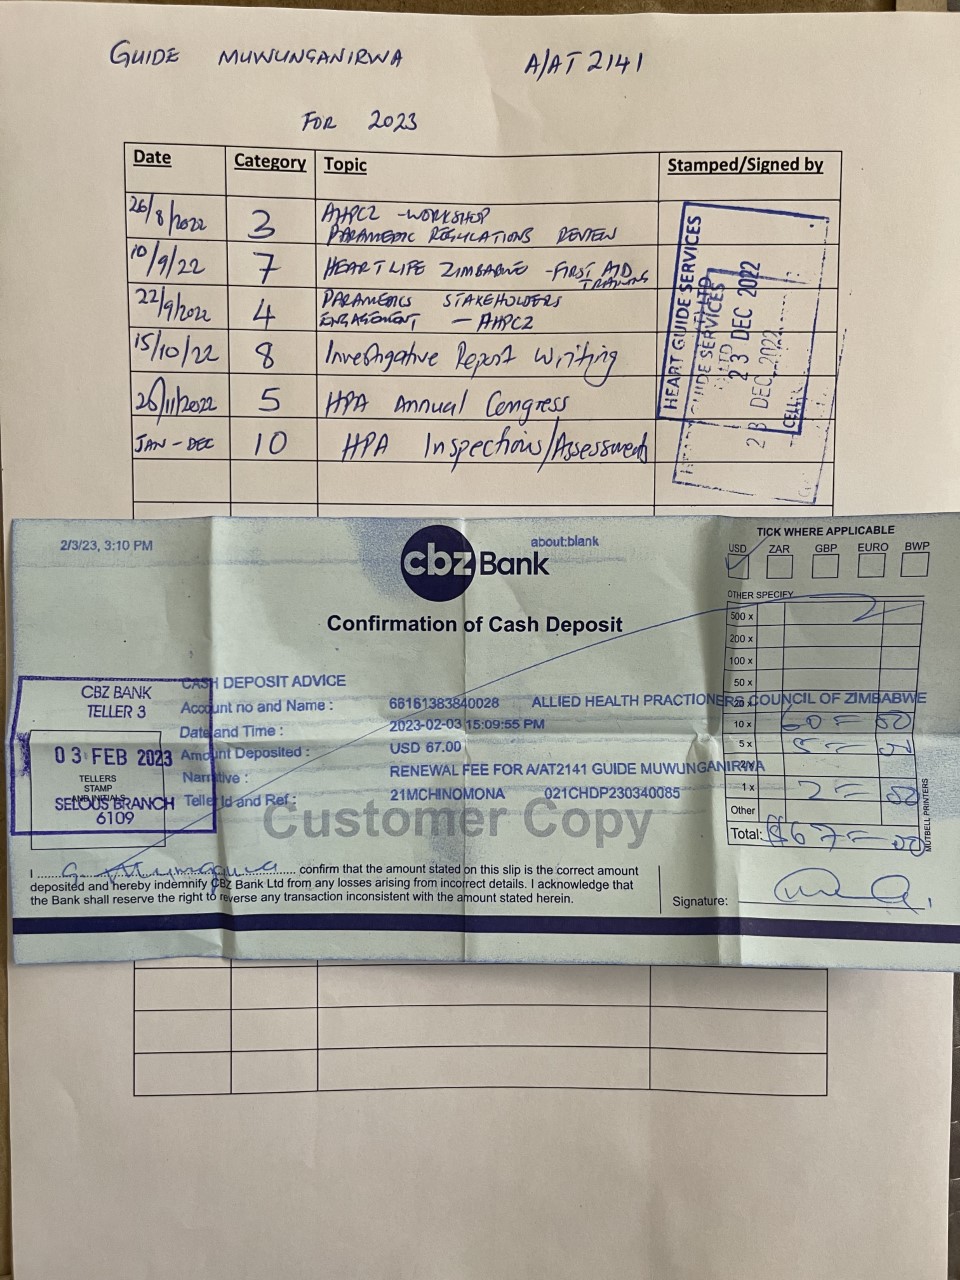 GUIDE MUWUNGANIRWA A/AT 2141
FOR 2023
Date Category Topic Stamped/Signed by
26/8/2022 3 AHPCZ - WORKSHOP
PARAMEDIC REGULATIONS REVIEW
10/9/22 7 HEARTLIFE ZIMBABWE - FIRST AID
TRAINING
22/9/2022 4 PARAMEDICS STAKEHOLDERS
ENGAGEMENT - AHPCZ
15/10/22 8 Investigative Report Writing
26/11/2022 5 HPA Annual Congress
JAN - DEC 10 HPA Inspections/Assessments
HEART GUIDE SERVICES
23 DEC 2022
CELL:
GUIDE SERVICES
23 DEC 2022
2/3/23, 3:10 PM
cbz Bank
about:blank
Confirmation of Cash Deposit
TICK WHERE APPLICABLE
USD ZAR GBP EURO BWP
OTHER SPECIFY
500 x
200 x
100 x
50 x
20 x
10 x 60 = 00
5 x 5 = 00
2 x
1 x 2 = 00
Other
Total: $67 = 00
MUTBELL PRINTERS
CASH DEPOSIT ADVICE
Account no and Name : 66161383840028 ALLIED HEALTH PRACTIONERS COUNCIL OF ZIMBABWE
Date and Time : 2023-02-03 15:09:55 PM
Amount Deposited : USD 67.00
Narrative : RENEWAL FEE FOR A/AT2141 GUIDE MUWUNGANIRWA
Teller Id and Ref : 21MCHINOMONA 021CHDP230340085
CBZ BANK
TELLER 3
03 FEB 2023
TELLERS
STAMP
AND INITIALS
SELOUS BRANCH
6109
Customer Copy
I ................ confirm that the amount stated on this slip is the correct amount
deposited and hereby indemnify CBZ Bank Ltd from any losses arising from incorrect details. I acknowledge that
the Bank shall reserve the right to reverse any transaction inconsistent with the amount stated herein.
Signature: